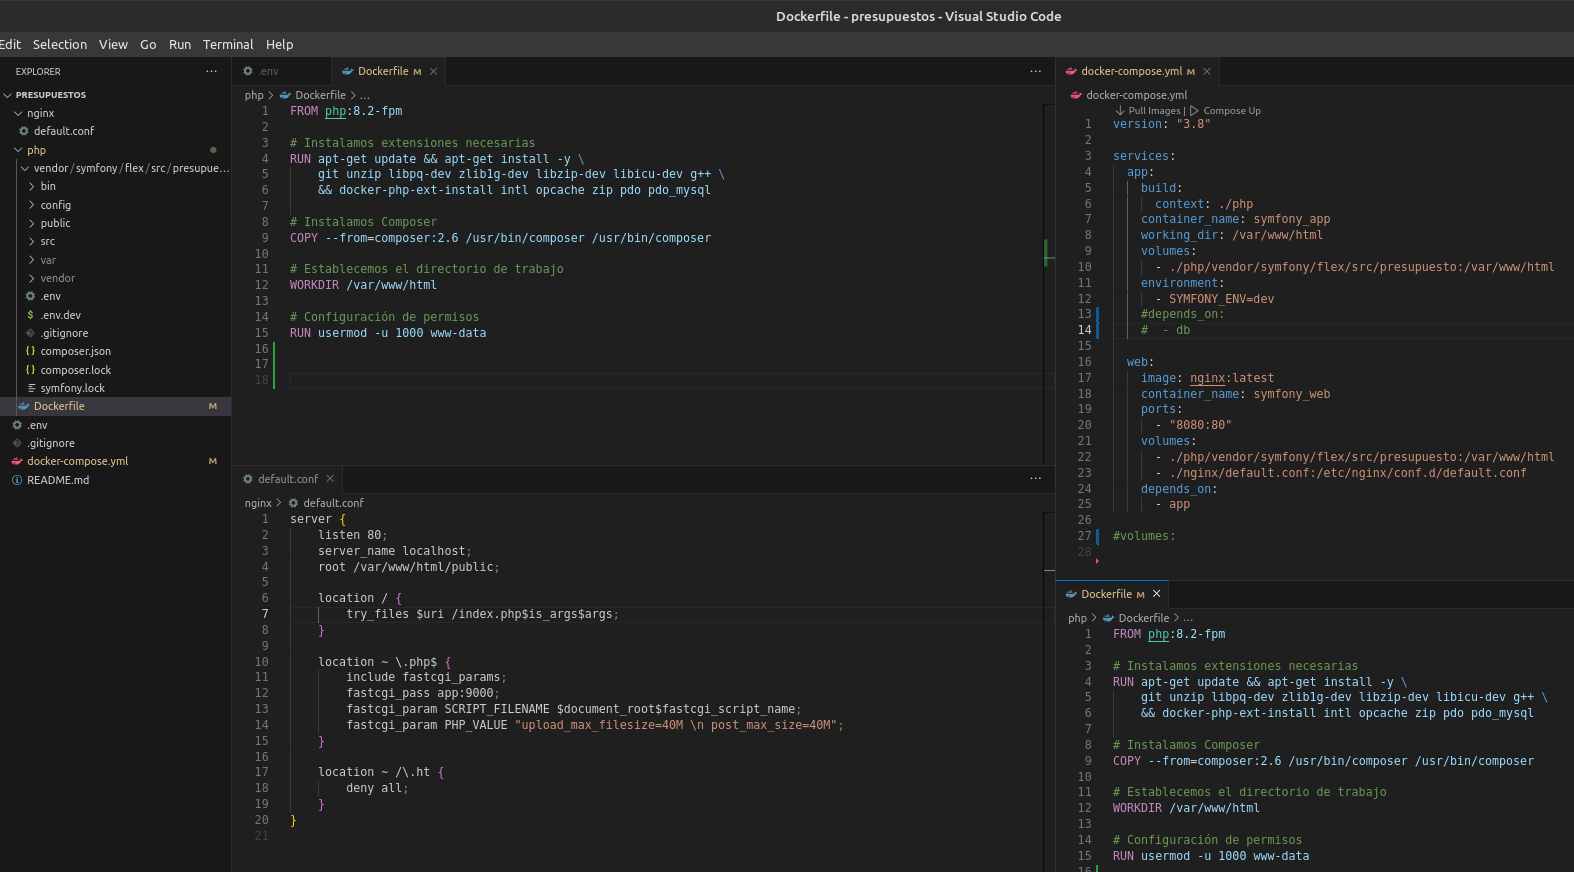 Dockerfile - presupuestos - Visual Studio Code
Edit Selection View Go Run Terminal Help
EXPLORER ...
PRESUPUESTOS
nginx
default.conf
php
vendor/symfony/flex/src/presupue...
bin
config
public
src
var
vendor
.env
$ .env.dev
.gitignore
{} composer.json
{} composer.lock
symfony.lock
Dockerfile M
.env
.gitignore
docker-compose.yml M
README.md
.env Dockerfile M ...
php > Dockerfile > ...
1 FROM php:8.2-fpm
2
3 # Instalamos extensiones necesarias
4 RUN apt-get update && apt-get install -y \
5 git unzip libpq-dev zlib1g-dev libzip-dev libicu-dev g++ \
6 && docker-php-ext-install intl opcache zip pdo pdo_mysql
7
8 # Instalamos Composer
9 COPY --from=composer:2.6 /usr/bin/composer /usr/bin/composer
10
11 # Establecemos el directorio de trabajo
12 WORKDIR /var/www/html
13
14 # Configuración de permisos
15 RUN usermod -u 1000 www-data
16
17
18
default.conf ...
nginx > default.conf
1 server {
2 listen 80;
3 server_name localhost;
4 root /var/www/html/public;
5
6 location / {
7 try_files $uri /index.php$is_args$args;
8 }
9
10 location ~ \.php$ {
11 include fastcgi_params;
12 fastcgi_pass app:9000;
13 fastcgi_param SCRIPT_FILENAME $document_root$fastcgi_script_name;
14 fastcgi_param PHP_VALUE "upload_max_filesize=40M \n post_max_size=40M";
15 }
16
17 location ~ /\.ht {
18 deny all;
19 }
20 }
21
docker-compose.yml M
docker-compose.yml
Pull Images | Compose Up
1 version: "3.8"
2
3 services:
4 app:
5 build:
6 context: ./php
7 container_name: symfony_app
8 working_dir: /var/www/html
9 volumes:
10 - ./php/vendor/symfony/flex/src/presupuesto:/var/www/html
11 environment:
12 - SYMFONY_ENV=dev
13 #depends_on:
14 # - db
15
16 web:
17 image: nginx:latest
18 container_name: symfony_web
19 ports:
20 - "8080:80"
21 volumes:
22 - ./php/vendor/symfony/flex/src/presupuesto:/var/www/html
23 - ./nginx/default.conf:/etc/nginx/conf.d/default.conf
24 depends_on:
25 - app
26
27 #volumes:
28
Dockerfile M
php > Dockerfile > ...
1 FROM php:8.2-fpm
2
3 # Instalamos extensiones necesarias
4 RUN apt-get update && apt-get install -y \
5 git unzip libpq-dev zlib1g-dev libzip-dev libicu-dev g++ \
6 && docker-php-ext-install intl opcache zip pdo pdo_mysql
7
8 # Instalamos Composer
9 COPY --from=composer:2.6 /usr/bin/composer /usr/bin/composer
10
11 # Establecemos el directorio de trabajo
12 WORKDIR /var/www/html
13
14 # Configuración de permisos
15 RUN usermod -u 1000 www-data
16